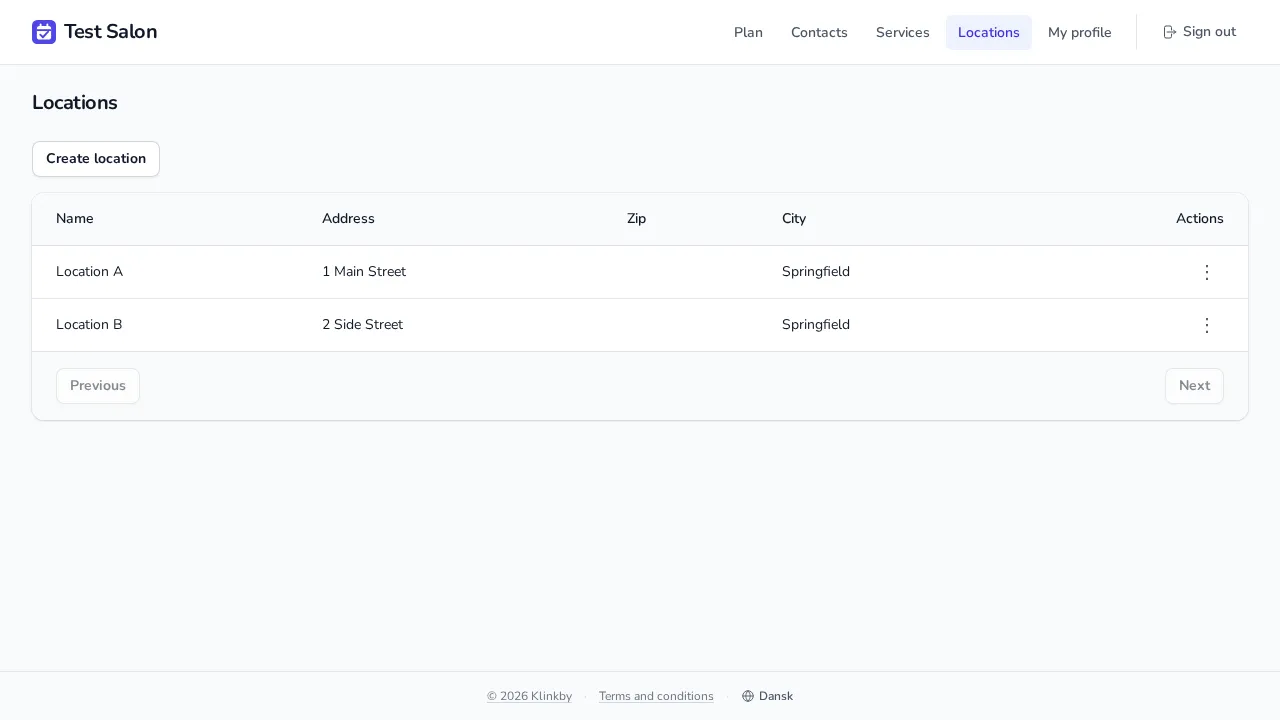 Test Salon
Plan Contacts Services Locations My profile Sign out
Locations
Create location
Name Address Zip City Actions
Location A 1 Main Street Springfield
Location B 2 Side Street Springfield
Previous Next
© 2026 Klinkby · Terms and conditions · Dansk